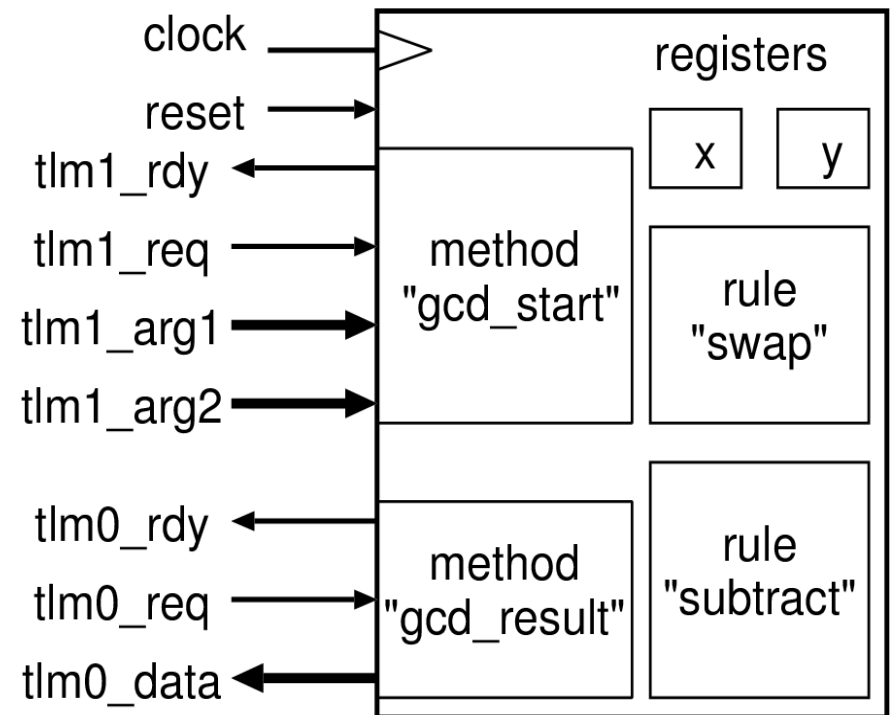 clock
reset
tlm1_rdy
tlm1_req
tlm1_arg1
tlm1_arg2
tlm0_rdy
tlm0_req
tlm0_data
method
"gcd_start"
method
"gcd_result"
registers
x y
rule
"swap"
rule
"subtract"